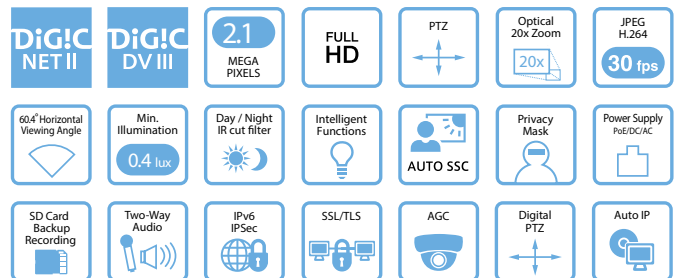 DiG!C
NET II
DiG!C
DV III
2.1
MEGA
PIXELS
FULL
HD
PTZ
Optical
20x Zoom
20x
JPEG
H.264
30 fps
60.4° Horizontal
Viewing Angle
Min.
Illumination
0.4 lux
Day / Night
IR cut filter
Intelligent
Functions
AUTO SSC
Privacy
Mask
Power Supply
PoE/DC/AC
SD Card
Backup
Recording
Two-Way
Audio
IPv6
IPSec
SSL/TLS
AGC
Digital
PTZ
Auto IP